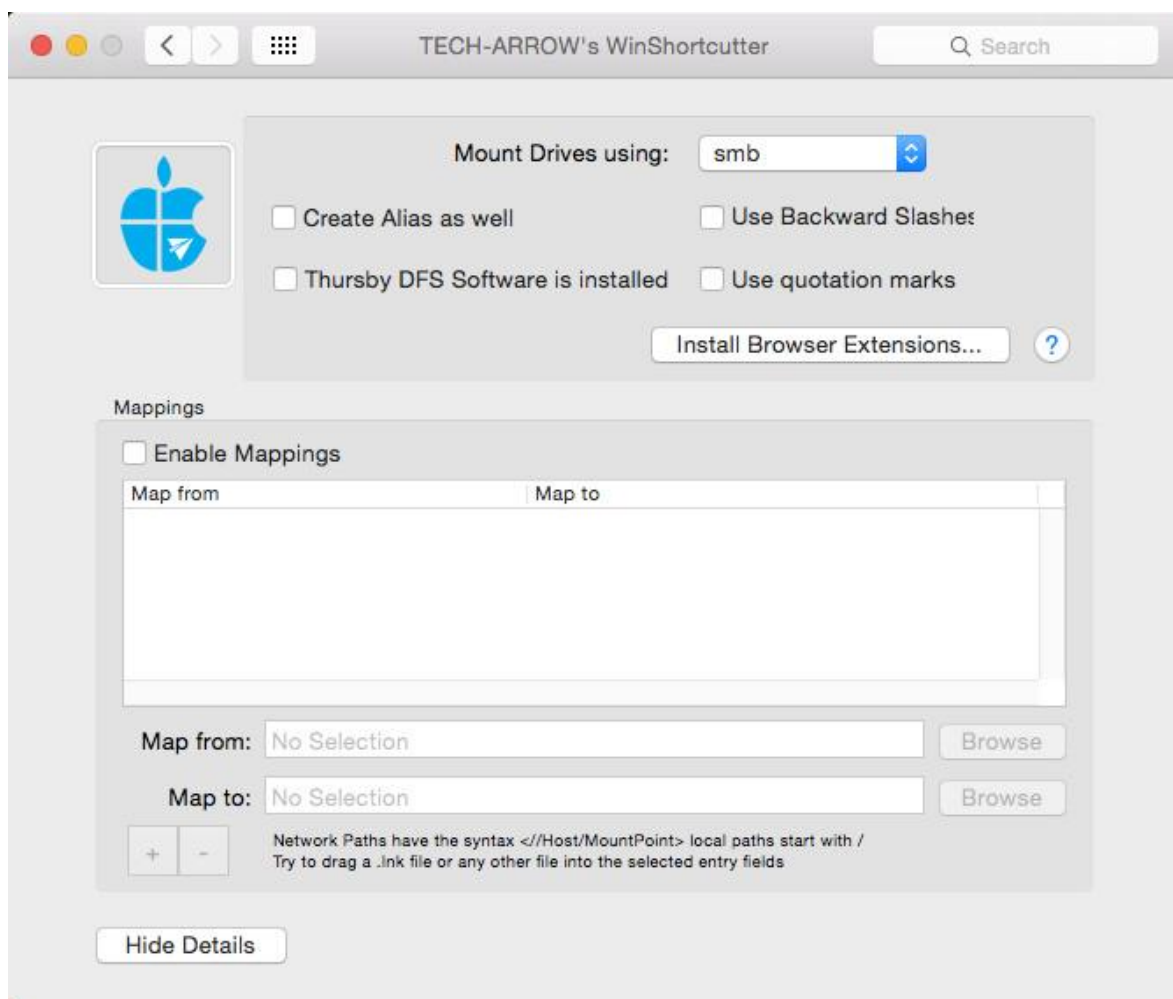 TECH-ARROW's WinShortcutter
Search
Mount Drives using: smb
Create Alias as well
Use Backward Slashes
Thursby DFS Software is installed
Use quotation marks
Install Browser Extensions... ?
Mappings
Enable Mappings
Map from Map to
Map from: No Selection Browse
Map to: No Selection Browse
+ -
Network Paths have the syntax <//Host/MountPoint> local paths start with /
Try to drag a .lnk file or any other file into the selected entry fields
Hide Details